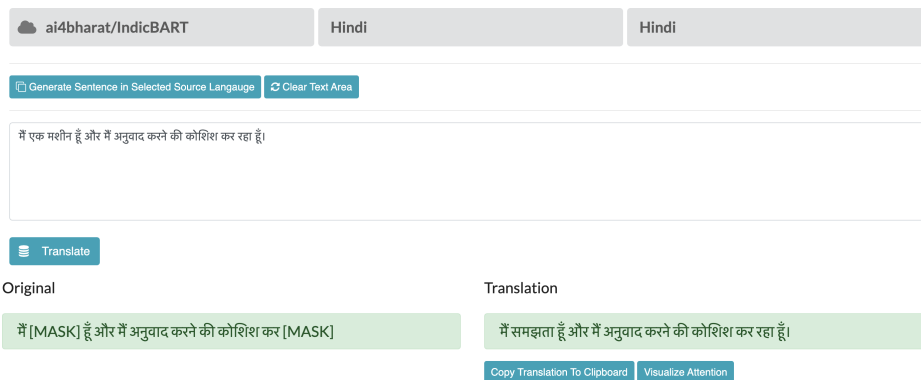 ai4bharat/IndicBART Hindi Hindi
Generate Sentence in Selected Source Langauge Clear Text Area
मैं एक मशीन हूँ और मैं अनुवाद करने की कोशिश कर रहा हूँ।
Translate
Original Translation
मैं [MASK] हूँ और मैं अनुवाद करने की कोशिश कर [MASK] मैं समझता हूँ और मैं अनुवाद करने की कोशिश कर रहा हूँ।
Copy Translation To Clipboard Visualize Attention